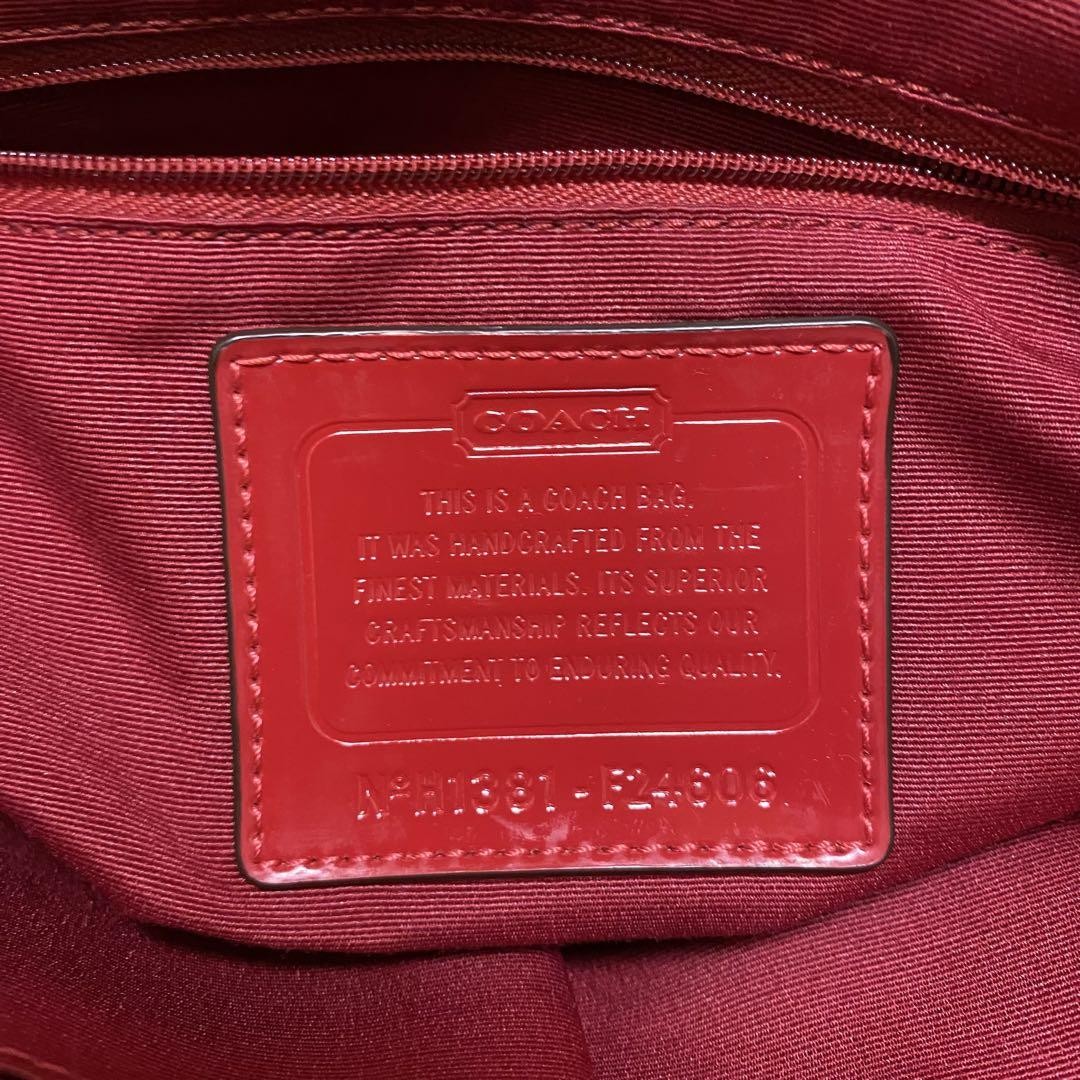 COACH
THIS IS A COACH BAG.
IT WAS HANDCRAFTED FROM THE
FINEST MATERIALS. ITS SUPERIOR
CRAFTSMANSHIP REFLECTS OUR
COMMITMENT TO ENDURING QUALITY.
Nº H1381 - F24606